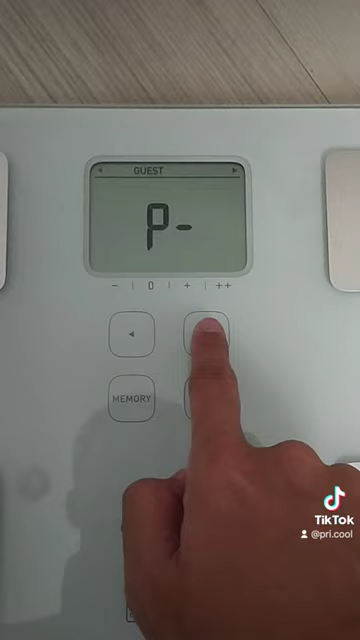 GUEST
P-
- | 0 | + | ++
MEMORY
TikTok
@pri.cool